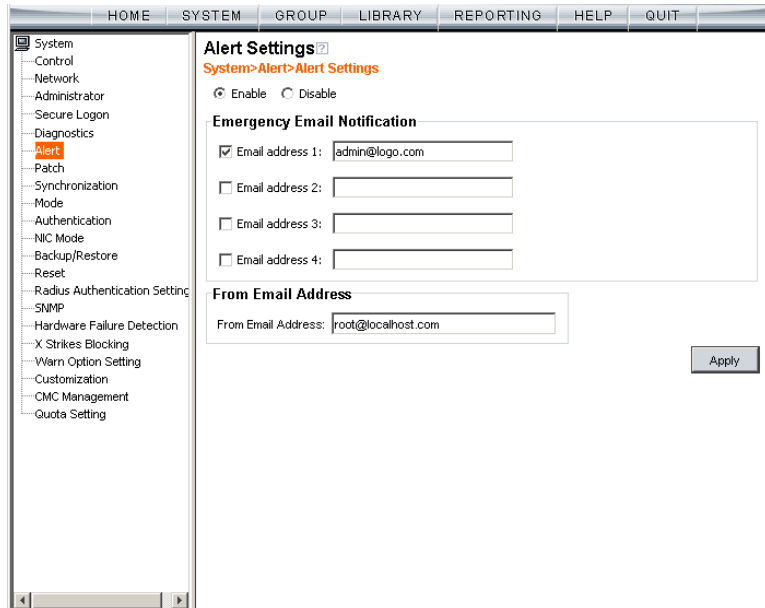 HOME SYSTEM GROUP LIBRARY REPORTING HELP QUIT
System
Control
Network
Administrator
Secure Logon
Diagnostics
Alert
Patch
Synchronization
Mode
Authentication
NIC Mode
Backup/Restore
Reset
Radius Authentication Setting
SNMP
Hardware Failure Detection
X Strikes Blocking
Warn Option Setting
Customization
CMC Management
Quota Setting
Alert Settings?
System>Alert>Alert Settings
Enable Disable
Emergency Email Notification
Email address 1: admin@logo.com
Email address 2:
Email address 3:
Email address 4:
From Email Address
From Email Address: root@localhost.com
Apply